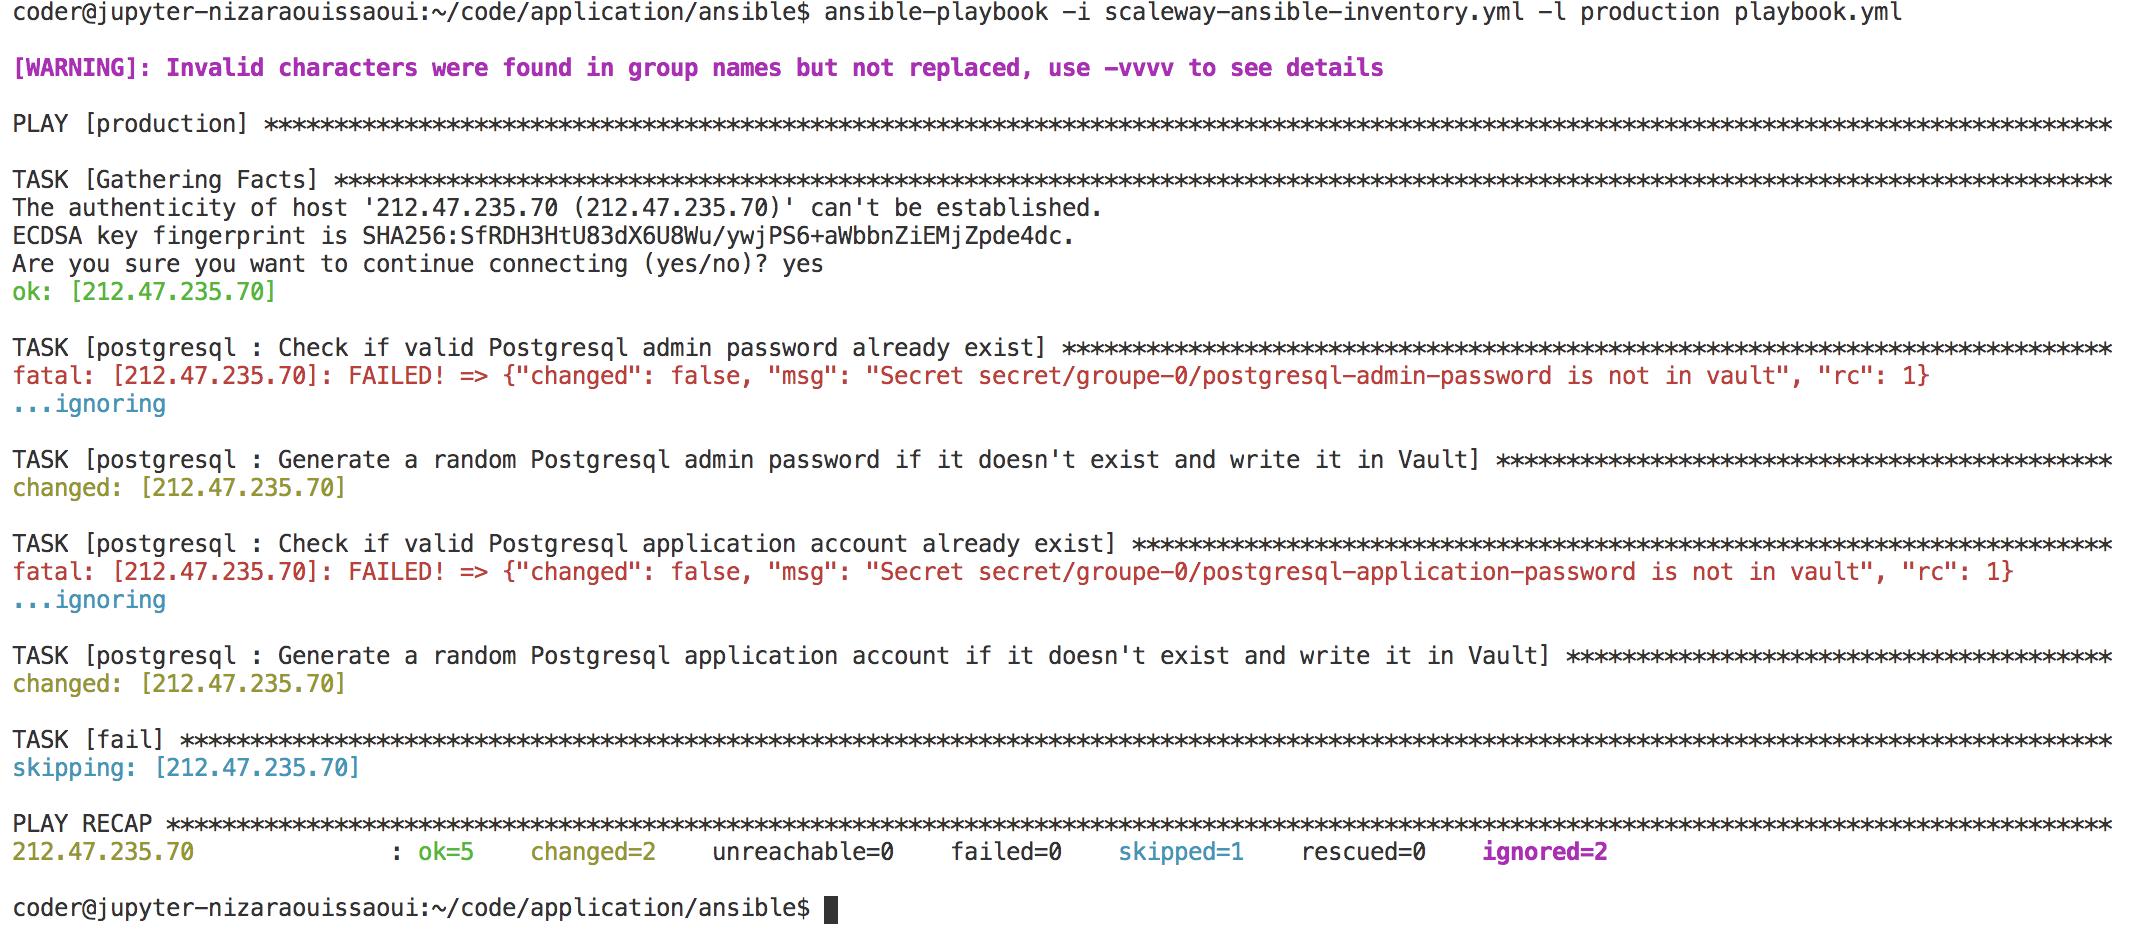 coder@jupyter-nizaraouissaoui:~/code/application/ansible$ ansible-playbook -i scaleway-ansible-inventory.yml -l production playbook.yml
[WARNING]: Invalid characters were found in group names but not replaced, use -vvvv to see details
PLAY [production] ************************************************************************************************************************************
TASK [Gathering Facts] *******************************************************************************************************************************
The authenticity of host '212.47.235.70 (212.47.235.70)' can't be established.
ECDSA key fingerprint is SHA256:SfRDH3HtU83dX6U8Wu/ywjPS6+aWbbnZiEMjZpde4dc.
Are you sure you want to continue connecting (yes/no)? yes
ok: [212.47.235.70]
TASK [postgresql : Check if valid Postgresql admin password already exist] ***************************************************************************
fatal: [212.47.235.70]: FAILED! => {"changed": false, "msg": "Secret secret/groupe-0/postgresql-admin-password is not in vault", "rc": 1}
...ignoring
TASK [postgresql : Generate a random Postgresql admin password if it doesn't exist and write it in Vault] ********************************************
changed: [212.47.235.70]
TASK [postgresql : Check if valid Postgresql application account already exist] **********************************************************************
fatal: [212.47.235.70]: FAILED! => {"changed": false, "msg": "Secret secret/groupe-0/postgresql-application-password is not in vault", "rc": 1}
...ignoring
TASK [postgresql : Generate a random Postgresql application account if it doesn't exist and write it in Vault] ***************************************
changed: [212.47.235.70]
TASK [fail] ******************************************************************************************************************************************
skipping: [212.47.235.70]
PLAY RECAP *******************************************************************************************************************************************
212.47.235.70 : ok=5 changed=2 unreachable=0 failed=0 skipped=1 rescued=0 ignored=2
coder@jupyter-nizaraouissaoui:~/code/application/ansible$